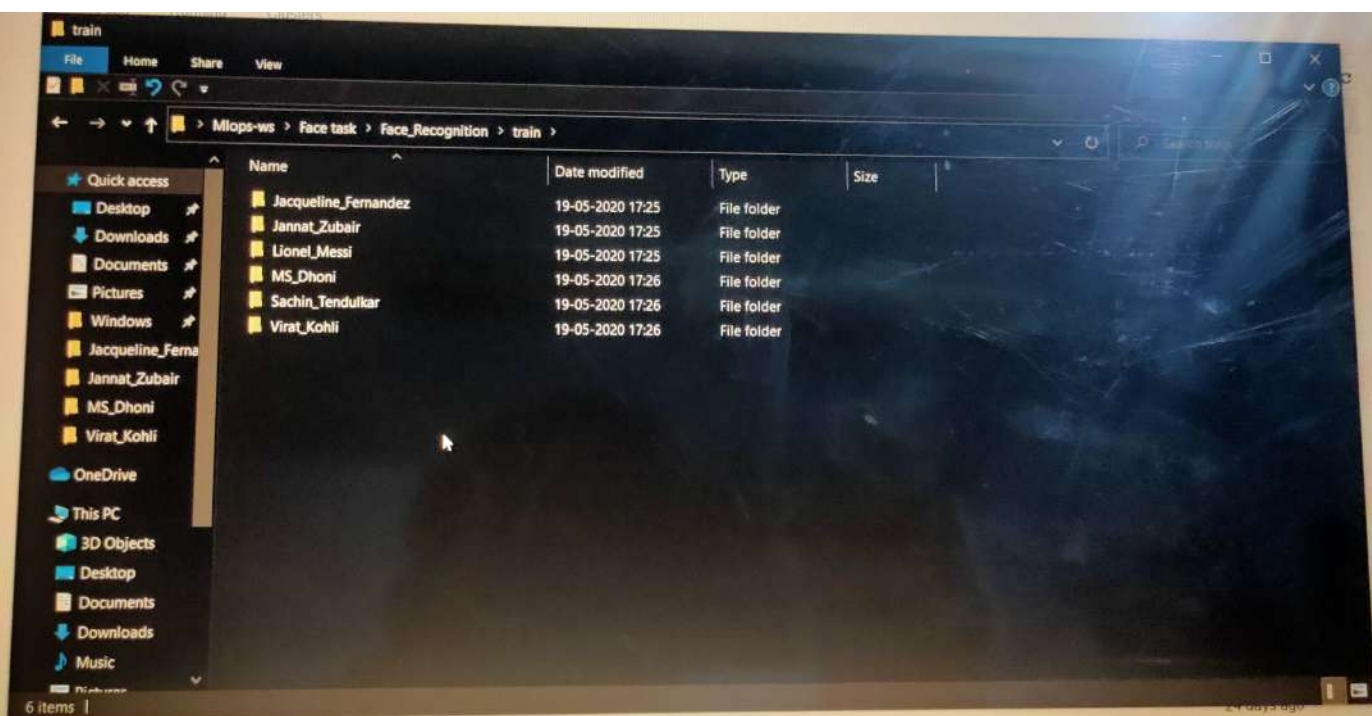 train
File Home Share View
Mlops-ws > Face task > Face_Recognition > train >
Name Date modified Type Size
Quick access
Desktop
Downloads
Documents
Pictures
Windows
Jacqueline_Ferna
Jannat_Zubair
MS_Dhoni
Virat_Kohli
OneDrive
This PC
3D Objects
Desktop
Documents
Downloads
Music
Jacqueline_Fernandez 19-05-2020 17:25 File folder
Jannat_Zubair 19-05-2020 17:25 File folder
Lionel_Messi 19-05-2020 17:25 File folder
MS_Dhoni 19-05-2020 17:26 File folder
Sachin_Tendulkar 19-05-2020 17:26 File folder
Virat_Kohli 19-05-2020 17:26 File folder
6 items
24 days ago